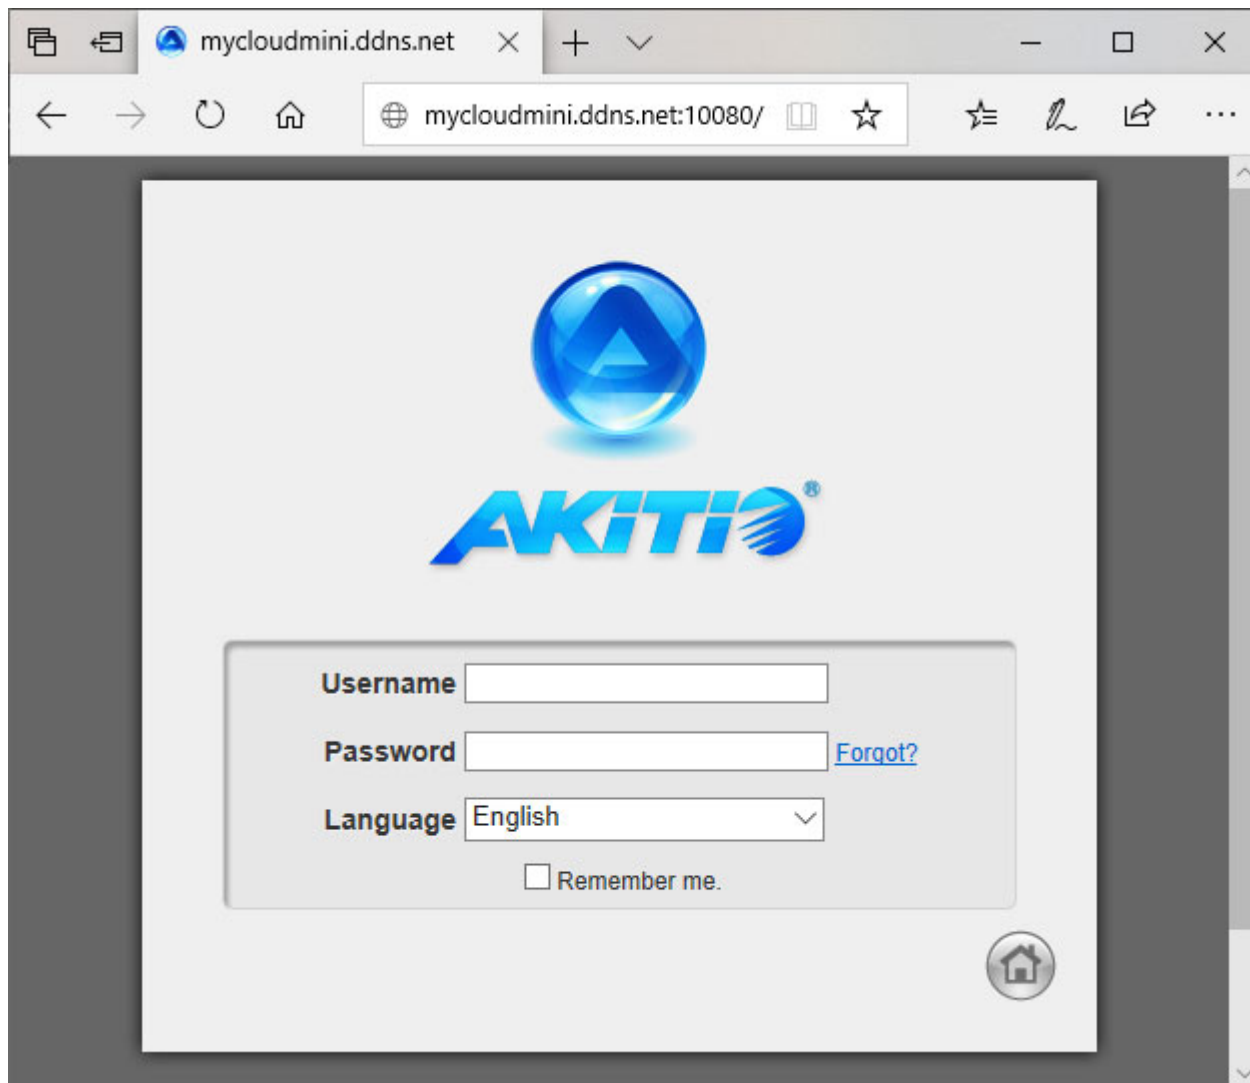 mycloudmini.ddns.net
mycloudmini.ddns.net:10080/
AKiTiO®
Username
Password Forgot?
Language English
Remember me.